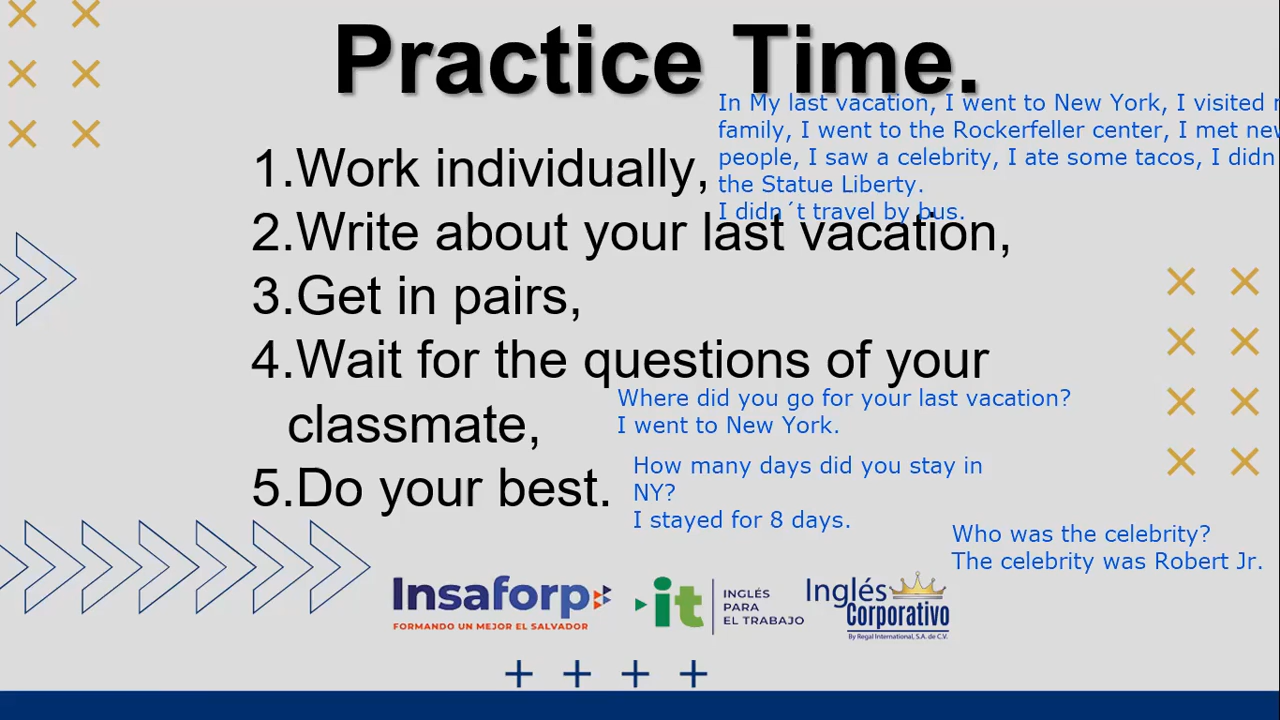 Practice Time.
In My last vacation, I went to New York, I visited
family, I went to the Rockerfeller center, I met
people, I saw a celebrity, I ate some tacos, I
the Statue Liberty.
I didn´t travel by bus.
1.Work individually,
2.Write about your last vacation,
3.Get in pairs,
4.Wait for the questions of your
classmate,
Where did you go for your last vacation?
I went to New York.
5.Do your best.
How many days did you stay in
NY?
I stayed for 8 days.
Who was the celebrity?
The celebrity was Robert Jr.
Insaforp
FORMANDO UN MEJOR EL SALVADOR
it
INGLÉS
PARA
EL TRABAJO
Inglés
Corporativo
By Regal International, S.A. de C.V.